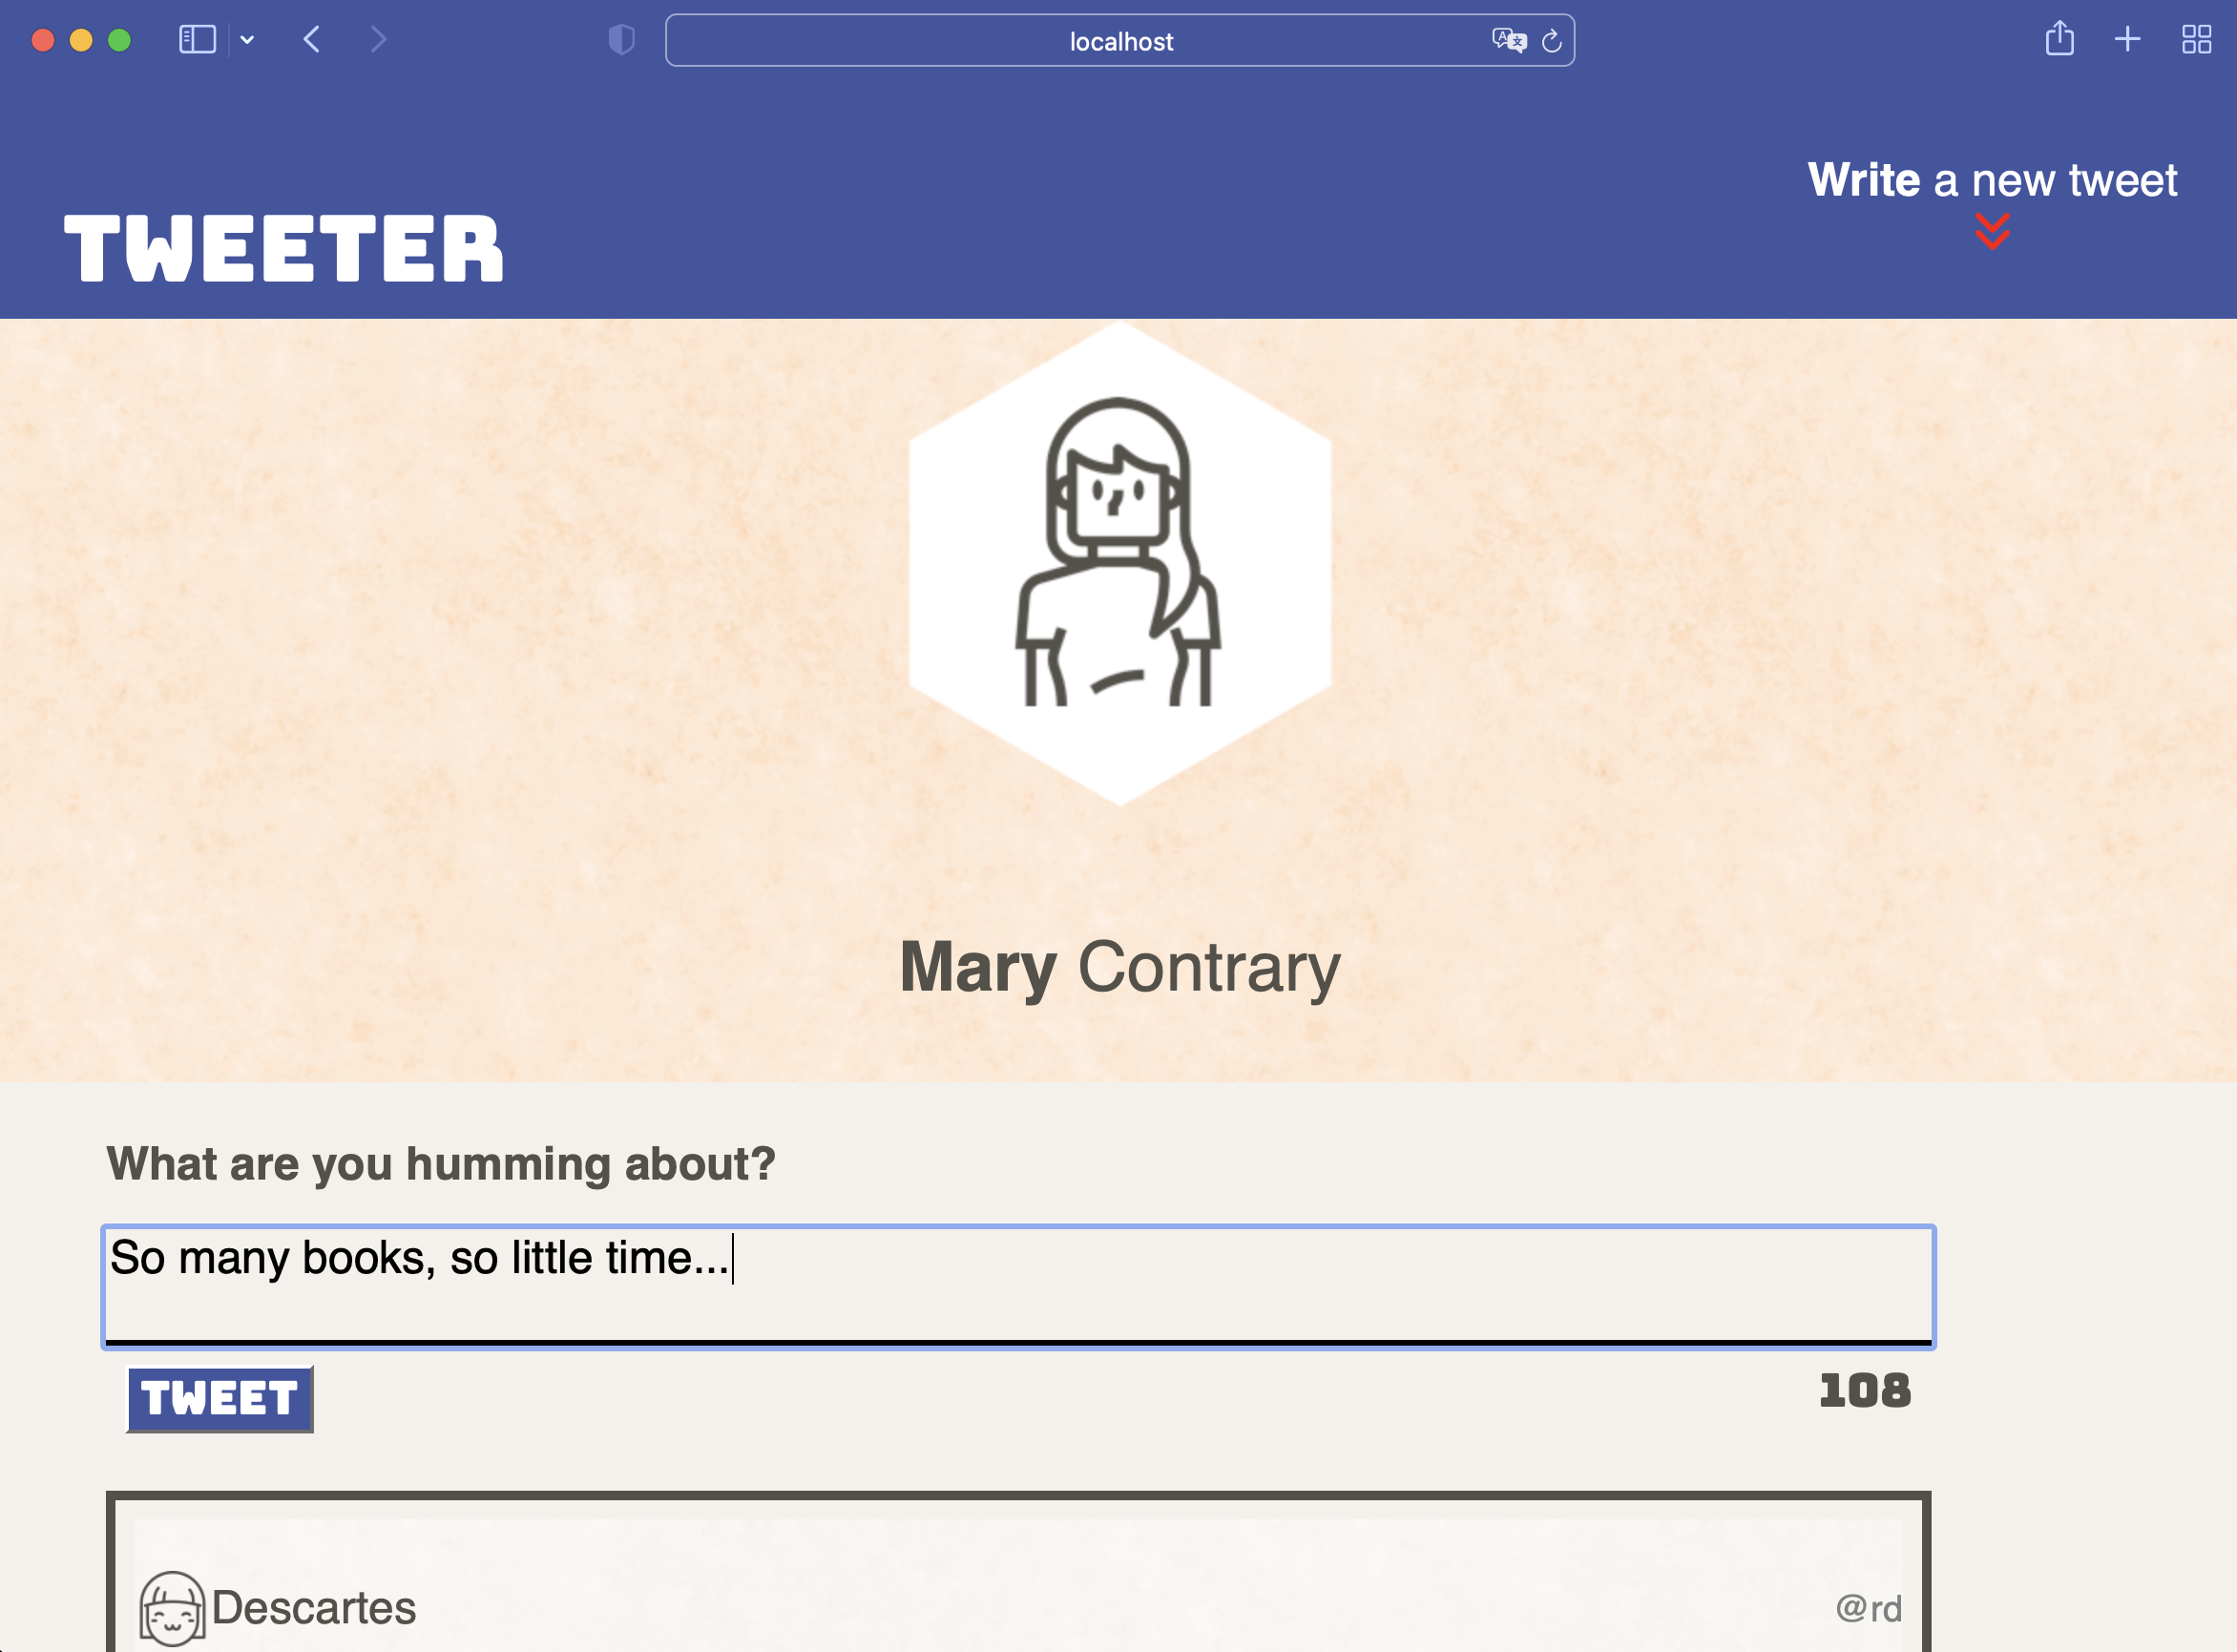 localhost
Write a new tweet
TWEETER
Mary Contrary
What are you humming about?
So many books, so little time...
TWEET
108
Descartes
@rd